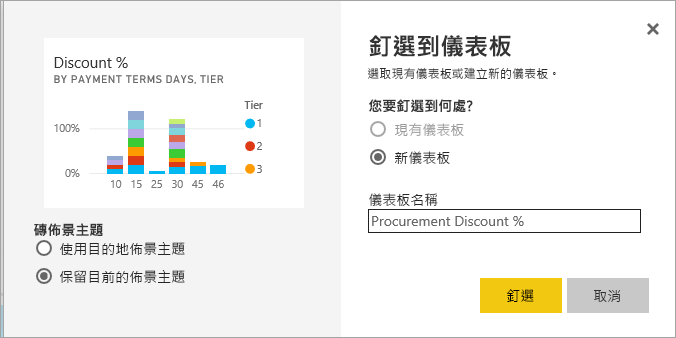 Discount %
BY PAYMENT TERMS DAYS, TIER
Tier
100%
0%
1
2
3
10 15 25 30 45 46
磚佈景主題
使用目的地佈景主題
保留目前的佈景主題
釘選到儀表板
選取現有儀表板或建立新的儀表板。
您要釘選到何處?
現有儀表板
新儀表板
儀表板名稱
Procurement Discount %
釘選
取消